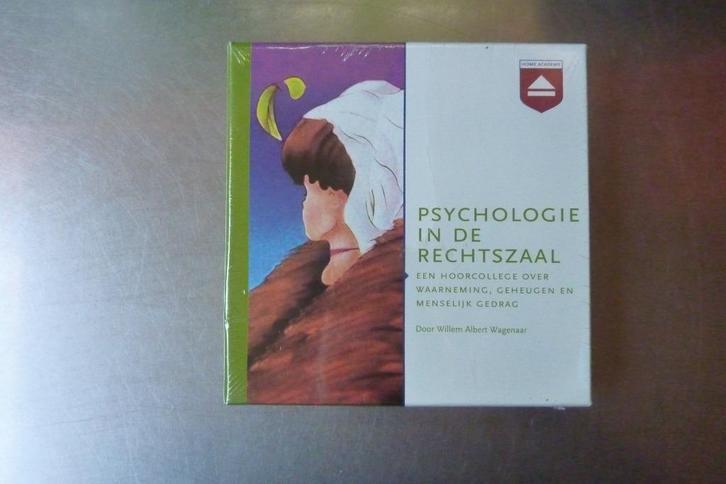 HOME ACADEMY
PSYCHOLOGIE
IN DE
RECHTSZAAL
EEN HOORCOLLEGE OVER
WAARNEMING, GEHEUGEN EN
MENSELIJK GEDRAG
Door Willem Albert Wagenaar